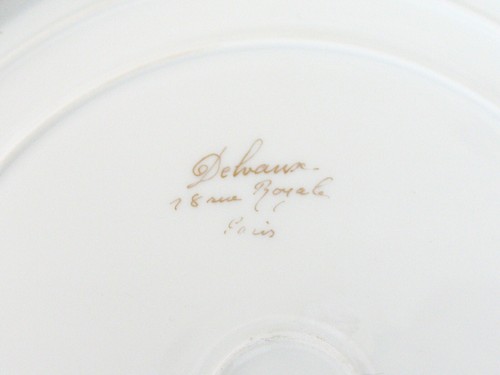 Delvaux.
18 rue Royale
Paris